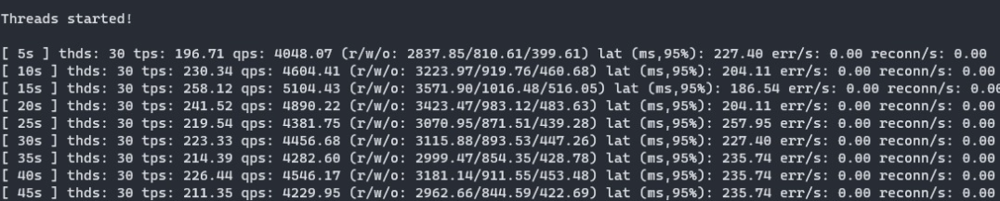 Threads started!
[ 5s ] thds: 30 tps: 196.71 qps: 4048.07 (r/w/o: 2837.85/810.61/399.61) lat (ms,95%): 227.40 err/s: 0.00 reconn/s: 0.00
[ 10s ] thds: 30 tps: 230.34 qps: 4604.41 (r/w/o: 3223.97/919.76/460.68) lat (ms,95%): 204.11 err/s: 0.00 reconn/s: 0.00
[ 15s ] thds: 30 tps: 258.12 qps: 5104.43 (r/w/o: 3571.90/1016.48/516.05) lat (ms,95%): 186.54 err/s: 0.00 reconn/s: 0.00
[ 20s ] thds: 30 tps: 241.52 qps: 4890.22 (r/w/o: 3423.47/983.12/483.63) lat (ms,95%): 204.11 err/s: 0.00 reconn/s: 0.00
[ 25s ] thds: 30 tps: 219.54 qps: 4381.75 (r/w/o: 3070.95/871.51/439.28) lat (ms,95%): 257.95 err/s: 0.00 reconn/s: 0.00
[ 30s ] thds: 30 tps: 223.33 qps: 4456.68 (r/w/o: 3115.88/893.53/447.26) lat (ms,95%): 227.40 err/s: 0.00 reconn/s: 0.00
[ 35s ] thds: 30 tps: 214.39 qps: 4282.60 (r/w/o: 2999.47/854.35/428.78) lat (ms,95%): 235.74 err/s: 0.00 reconn/s: 0.00
[ 40s ] thds: 30 tps: 226.44 qps: 4546.17 (r/w/o: 3181.14/911.55/453.48) lat (ms,95%): 235.74 err/s: 0.00 reconn/s: 0.00
[ 45s ] thds: 30 tps: 211.35 qps: 4229.95 (r/w/o: 2962.66/844.59/422.69) lat (ms,95%): 235.74 err/s: 0.00 reconn/s: 0.00